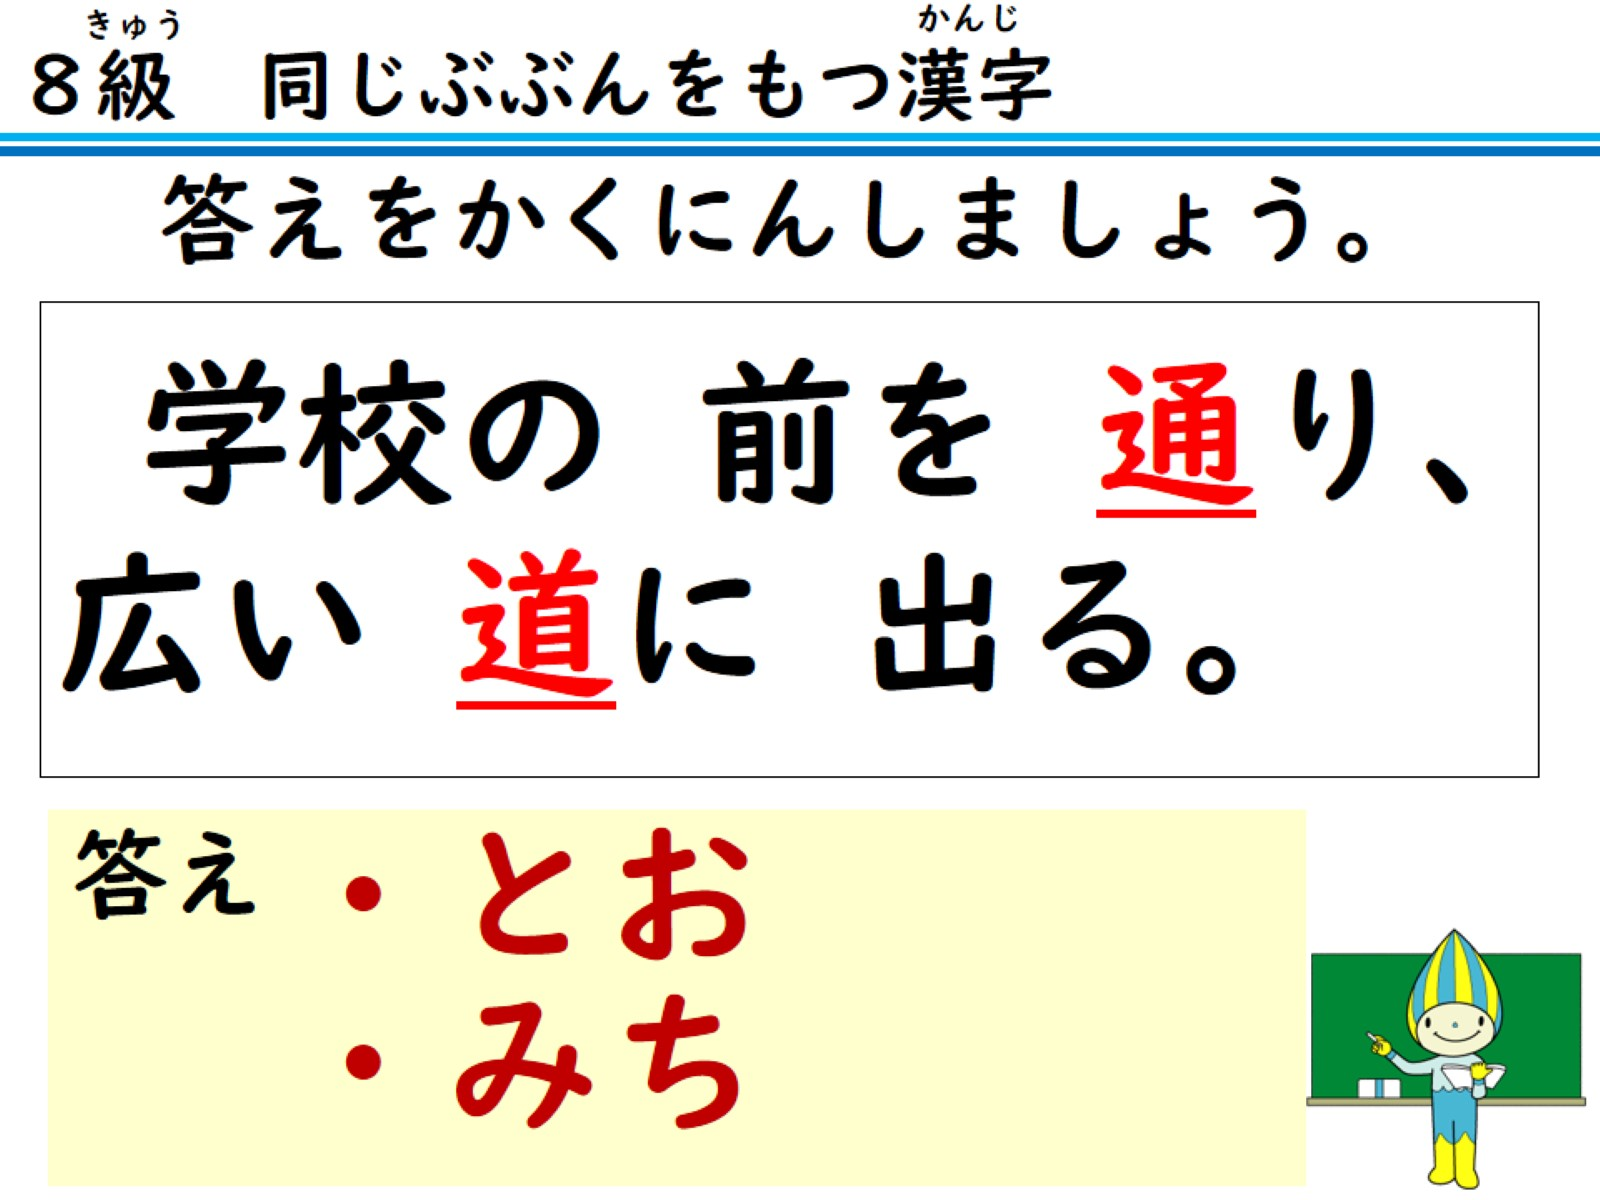 きゅう かんじ
8級 同じぶぶんをもつ漢字
答えをかくにんしましょう。
学校の 前を 通り、
広い 道に 出る。
答え ・とお
・みち